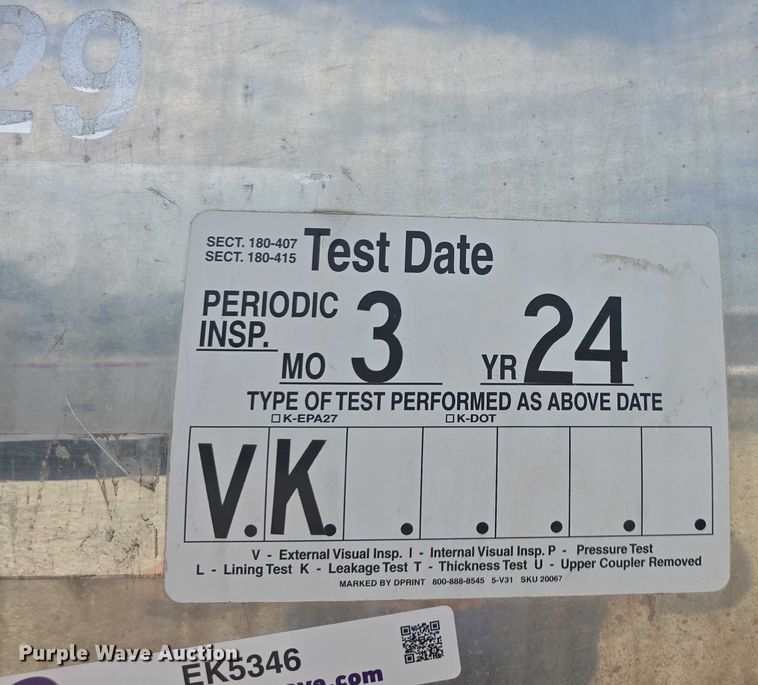 29
SECT. 180-407
SECT. 180-415
Test Date
PERIODIC
INSP.
MO 3 YR 24
TYPE OF TEST PERFORMED AS ABOVE DATE
☐ K-EPA27 ☐ K-DOT
V. K. . . . . .
V - External Visual Insp. I - Internal Visual Insp. P - Pressure Test
L - Lining Test K - Leakage Test T - Thickness Test U - Upper Coupler Removed
MARKED BY DPRINT 800-888-8545 5-V31 SKU 20067
Purple Wave Auction
EK5346
.com